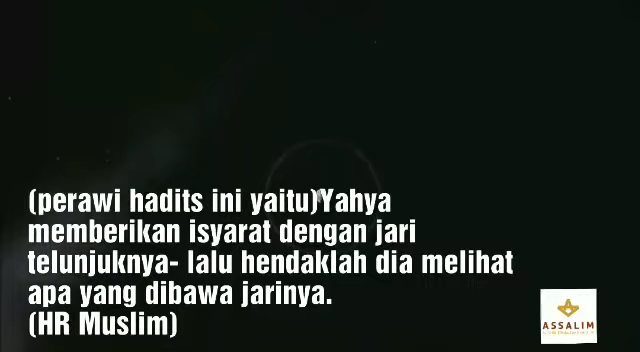 (perawi hadits ini yaitu)Yahya
memberikan isyarat dengan jari
telunjuknya- lalu hendaklah dia melihat
apa yang dibawa jarinya.
(HR Muslim)
ASSALIM